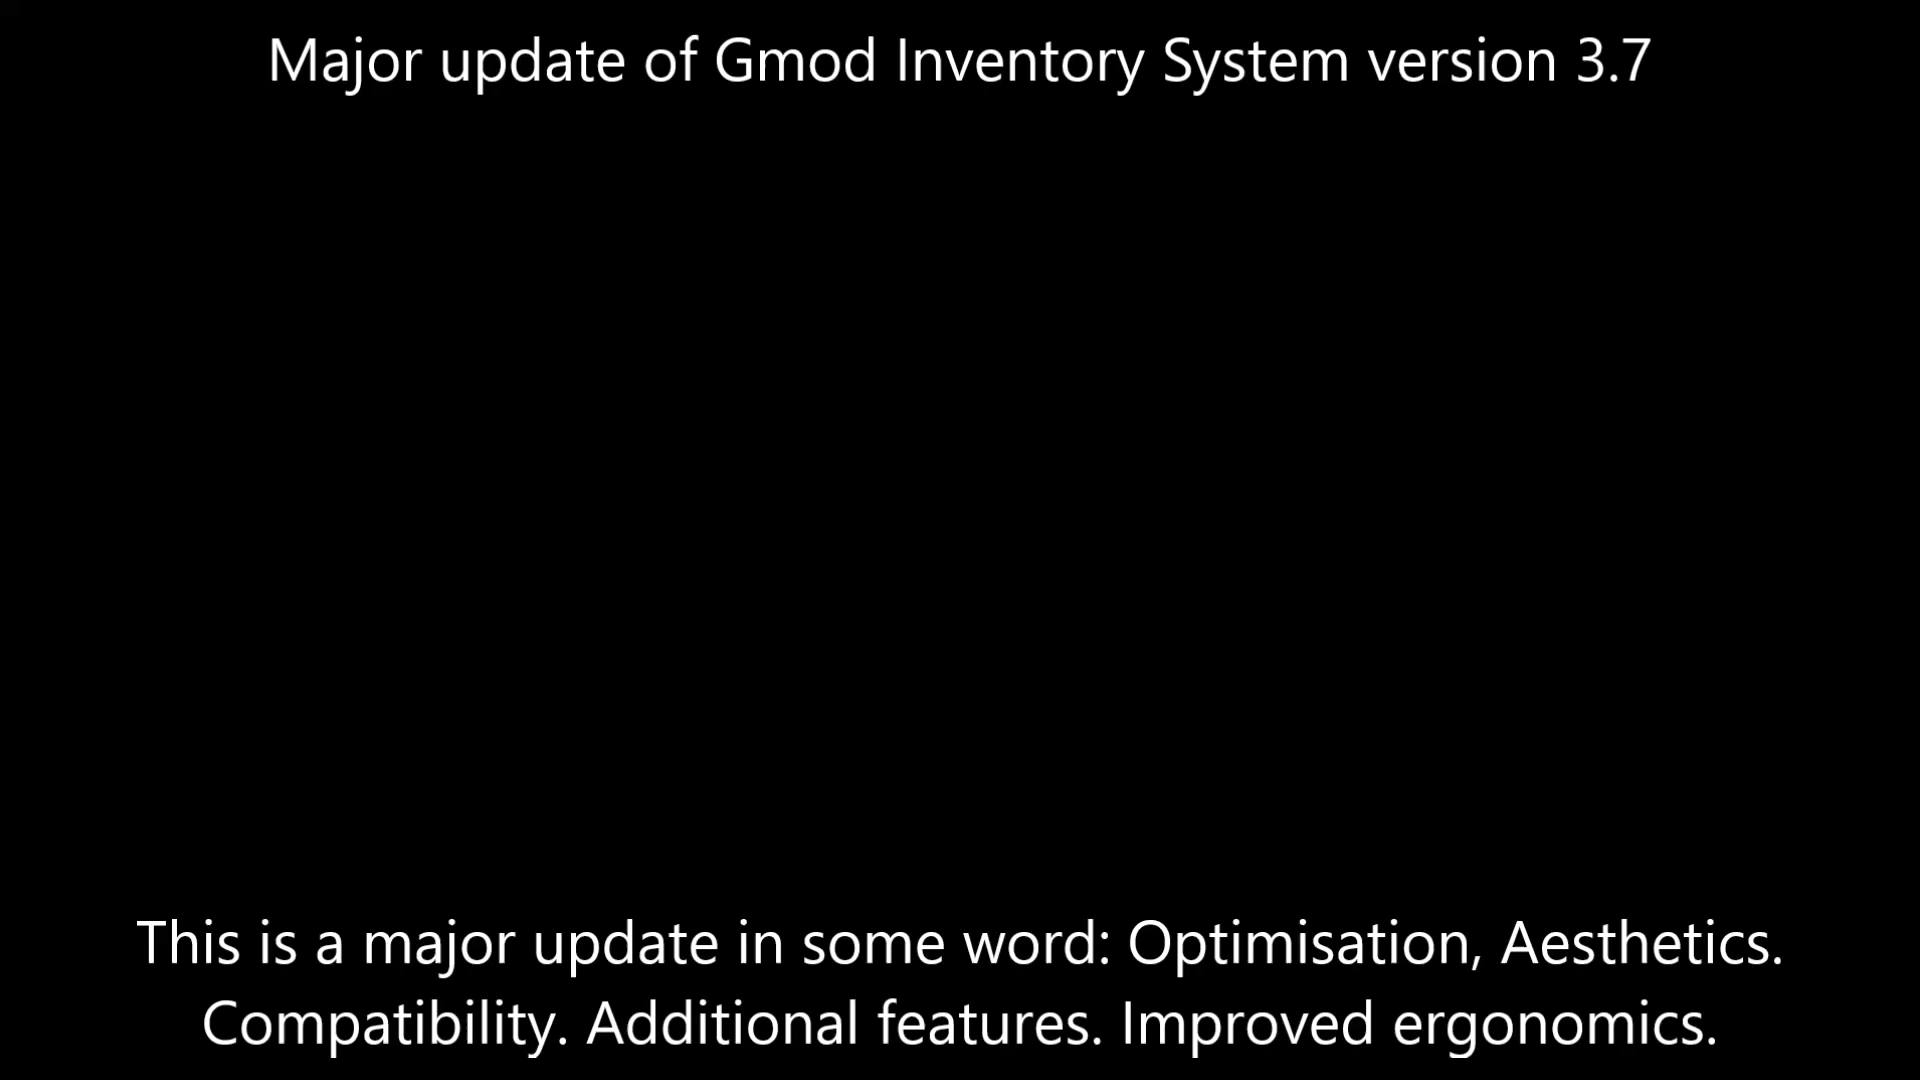 Major update of Gmod Inventory System version 3.7
This is a major update in some word: Optimisation, Aesthetics.
Compatibility. Additional features. Improved ergonomics.